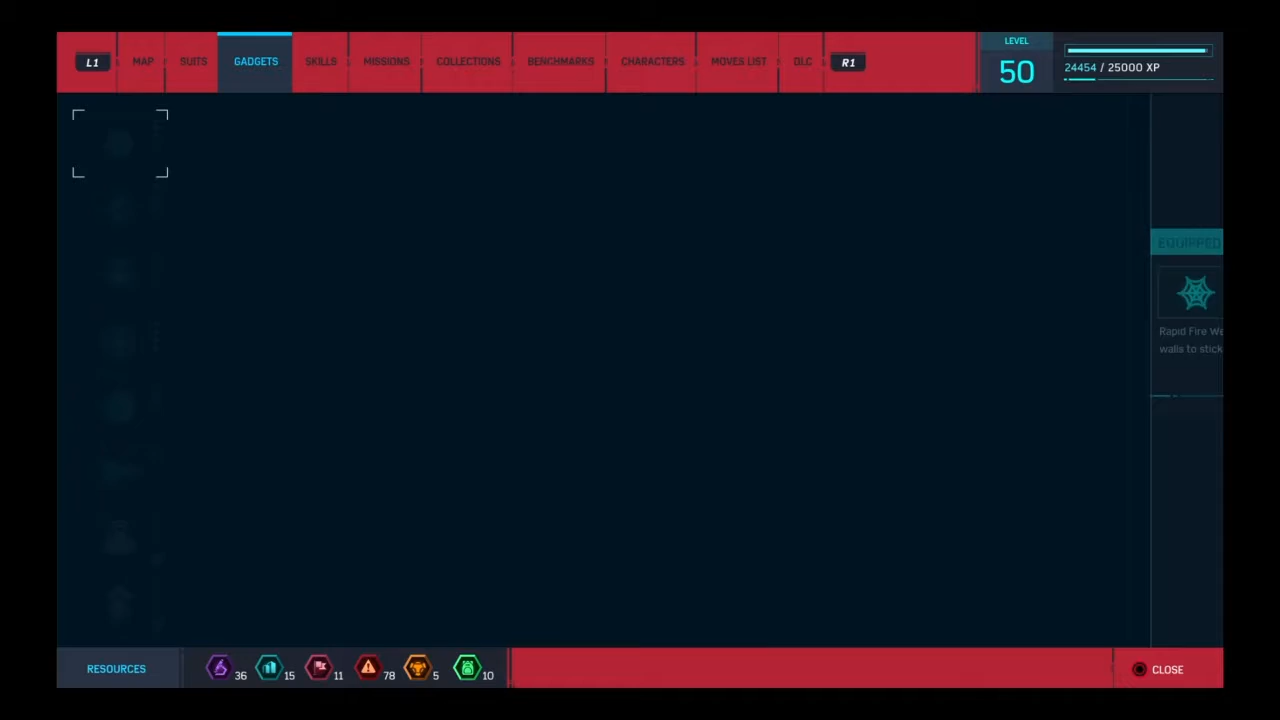 L1 MAP SUITS GADGETS SKILLS MISSIONS COLLECTIONS BENCHMARKS CHARACTERS MOVES LIST DLC R1
LEVEL
50
24454 / 25000 XP
EQUIPPED
Rapid Fire We
walls to stick
RESOURCES 36 15 11 78 5 10 CLOSE